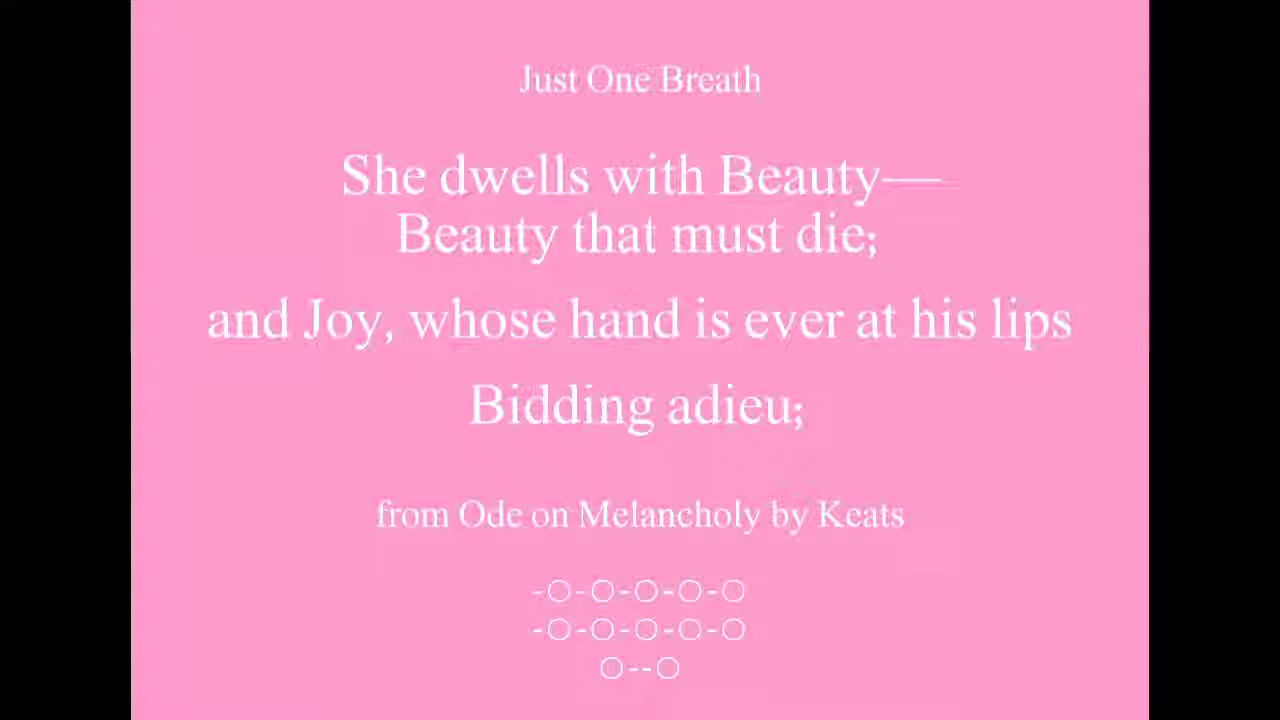 Just One Breath
She dwells with Beauty—
Beauty that must die;
and Joy, whose hand is ever at his lips
Bidding adieu;
from Ode on Melancholy by Keats
-○-○-○-○-○
-○-○-○-○-○
○--○